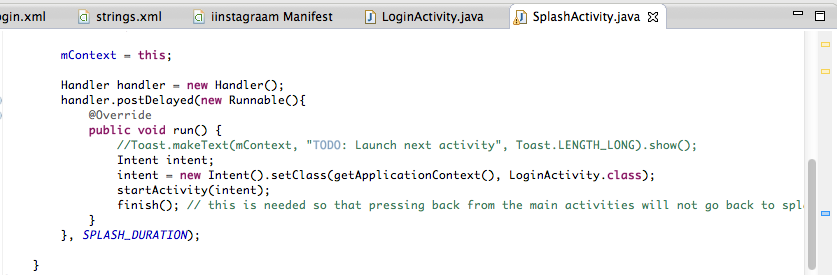 gin.xml strings.xml iinstagraam Manifest LoginActivity.java SplashActivity.java
mContext = this;
Handler handler = new Handler();
handler.postDelayed(new Runnable(){
@Override
public void run() {
//Toast.makeText(mContext, "TODO: Launch next activity", Toast.LENGTH_LONG).show();
Intent intent;
intent = new Intent().setClass(getApplicationContext(), LoginActivity.class);
startActivity(intent);
finish(); // this is needed so that pressing back from the main activities will not go back to spl
}
}, SPLASH_DURATION);
}